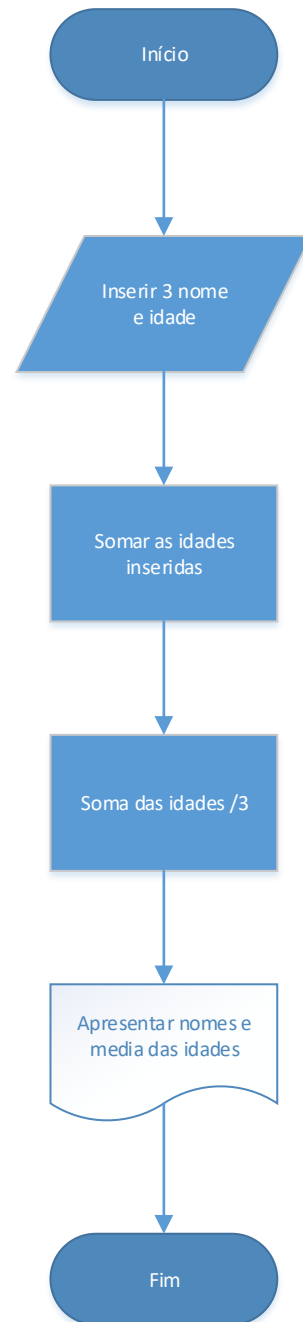 Início
Inserir 3 nome
e idade
Somar as idades
inseridas
Soma das idades /3
Apresentar nomes e
media das idades
Fim